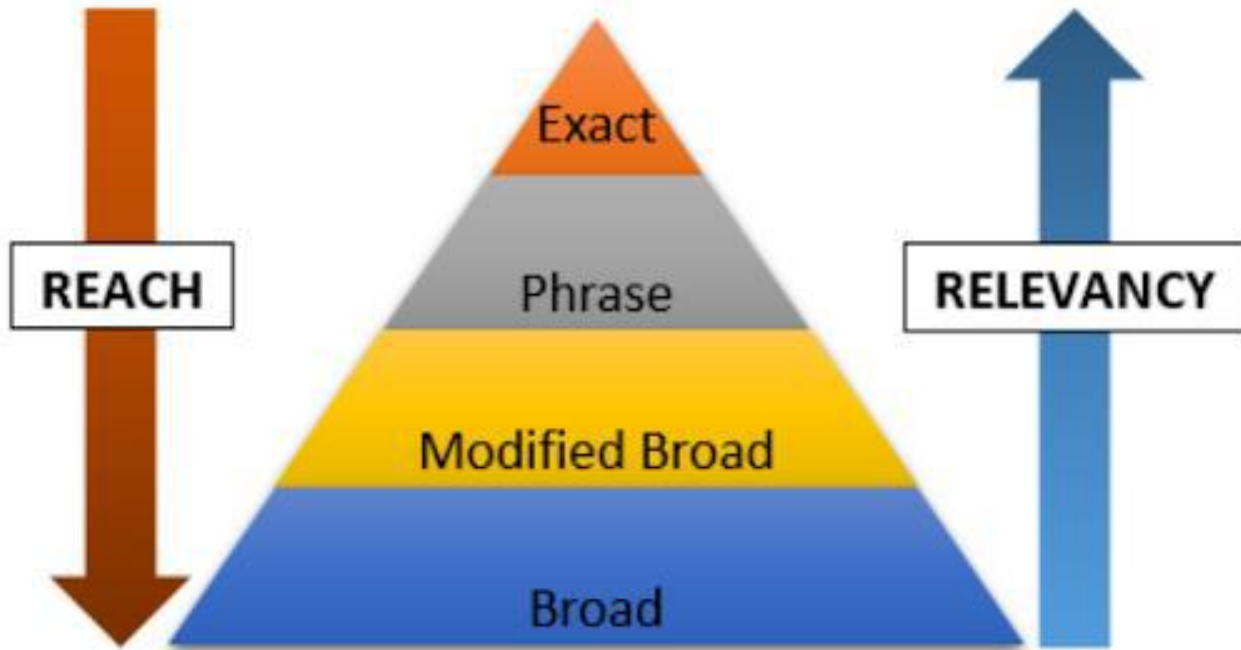 Exact
Phrase
REACH
RELEVANCY
Modified Broad
Broad